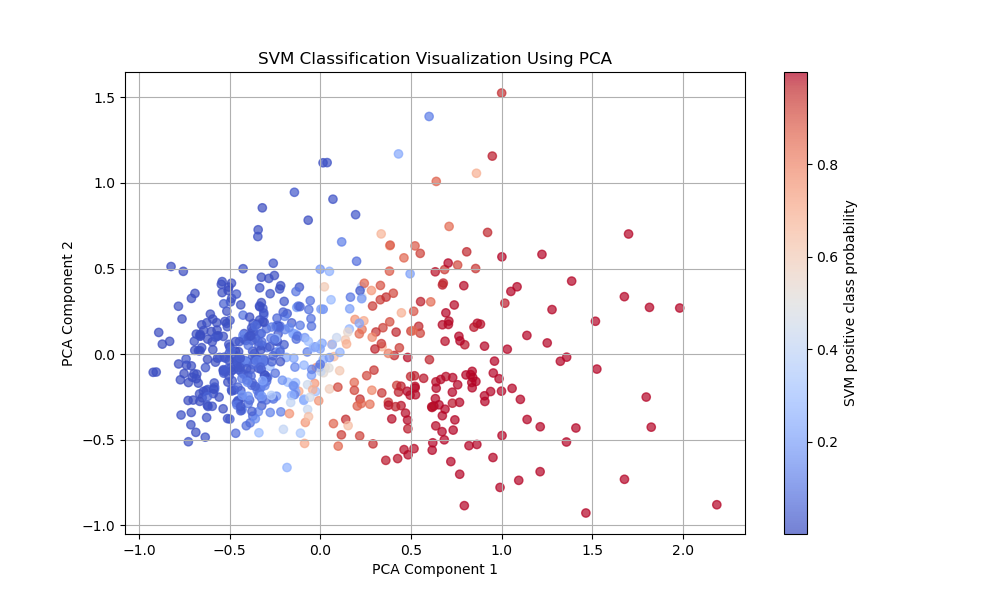 SVM Classification Visualization Using PCA
1.5
1.0
0.5
0.0
−0.5
−1.0
PCA Component 2
−1.0 −0.5 0.0 0.5 1.0 1.5 2.0
PCA Component 1
0.8
0.6
0.4
0.2
SVM positive class probability